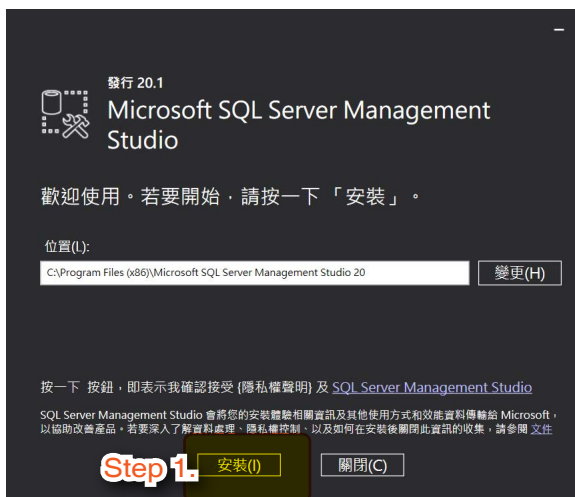 發行 20.1
Microsoft SQL Server Management
Studio
歡迎使用。若要開始，請按一下「安裝」。
位置(L):
C:\Program Files (x86)\Microsoft SQL Server Management Studio 20
變更(H)
按一下 按鈕，即表示我確認接受 {隱私權聲明} 及 SQL Server Management Studio
SQL Server Management Studio 會將您的安裝體驗相關資訊及其他使用方式和效能資料傳輸給 Microsoft，
以協助改善產品。若要深入了解資料處理、隱私權控制、以及如何在安裝後關閉此資訊的收集，請參閱 文件
Step 1. 安裝(I) 關閉(C)